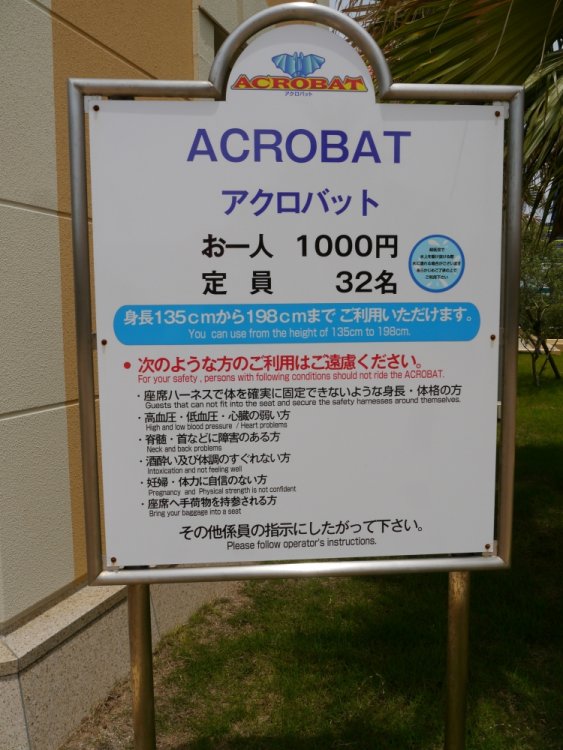 ACROBAT
アクロバット
ACROBAT
アクロバット
お一人 1000円
定員 32名
身長135cmから198cmまで ご利用いただけます。
You can use from the height of 135cm to 198cm.
● 次のような方のご利用はご遠慮ください。
For your safety , persons with following conditions should not ride the ACROBAT.
・座席ハーネスで体を確実に固定できないような身長・体格の方
Guests that can not fit into the seat and secure the safety harnesses around themselves.
・高血圧・低血圧・心臓の弱い方
High and low blood pressure / Heart problems
・脊髄・首などに障害のある方
Neck and back problems
・酒酔い及び体調のすぐれない方
Intoxication and not feeling well
・妊婦・体力に自信のない方
Pregnancy and Physical strength is not confident
・座席へ手荷物を持参される方
Bring your baggage into a seat
その他係員の指示にしたがって下さい。
Please follow operator's instructions.